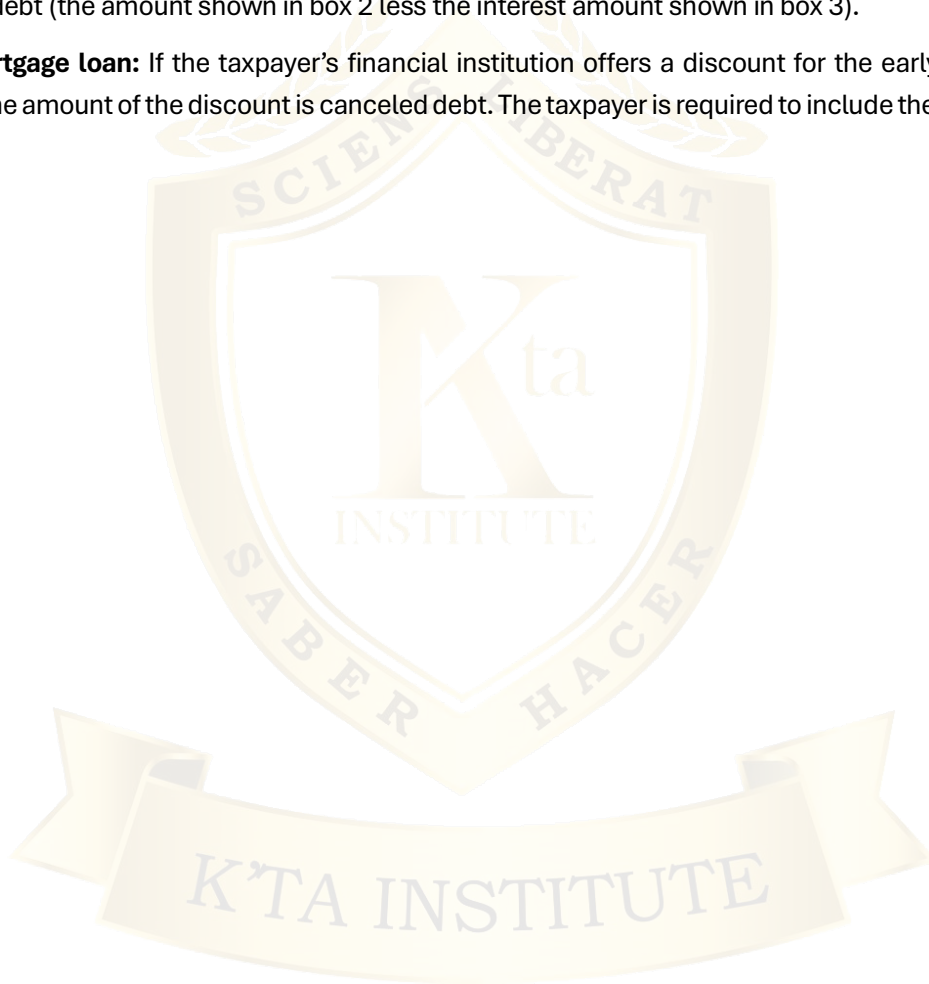 debt (the amount shown in box 2 less the interest amount shown in box 3).
rtgage loan: If the taxpayer’s financial institution offers a discount for the early
ne amount of the discount is canceled debt. The taxpayer is required to include the
SCIENS LIBERAT
Kta
INSTITUTE
SABER HACER
K’TA INSTITUTE